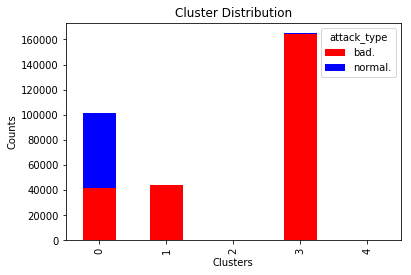 Cluster Distribution
attack_type
bad.
normal.
160000
140000
120000
100000
80000
60000
40000
20000
0
Counts
0 1 2 3 4
Clusters